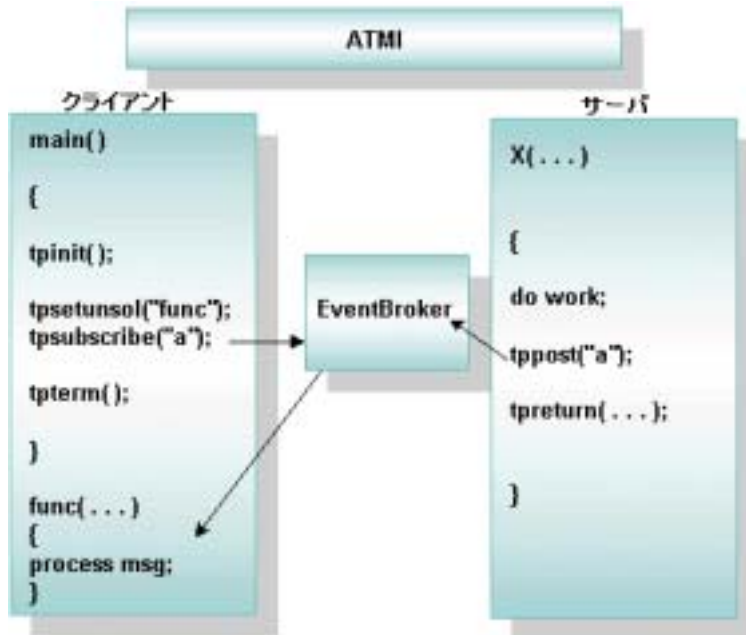 ATMI
クライアント
main( )
{
tpinit( );
tpsetunsol("func");
tpsubscribe("a");
tpterm( );
}
func( . . . )
{
process msg;
}
EventBroker
サーバ
X( . . . )
{
do work;
tppost("a");
tpreturn( . . . );
}